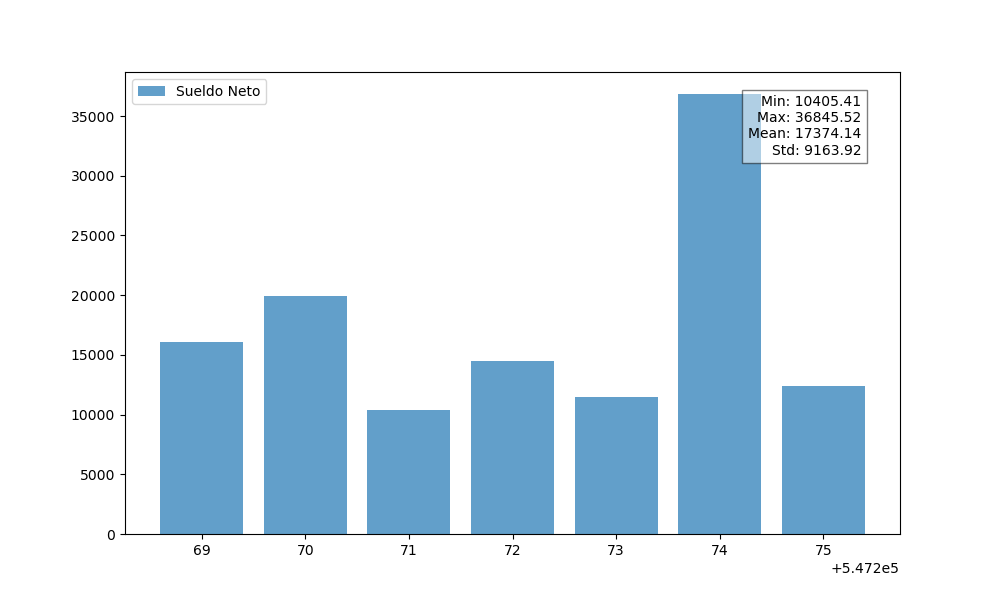 Sueldo Neto
Min: 10405.41
Max: 36845.52
Mean: 17374.14
Std: 9163.92
35000
30000
25000
20000
15000
10000
5000
0
69 70 71 72 73 74 75
+5.472e5